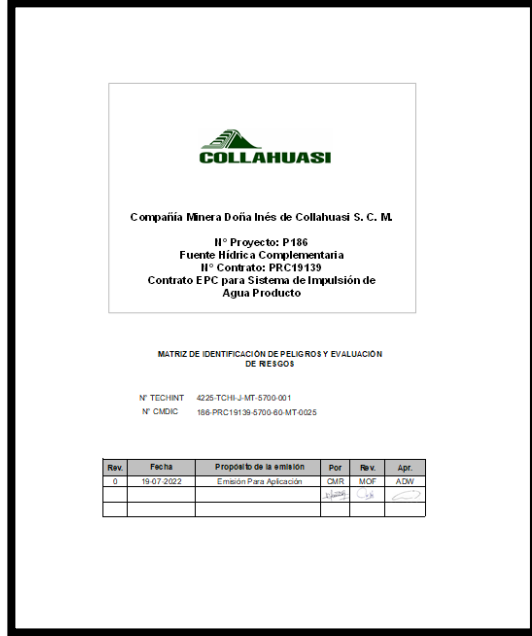 COLLAHUASI
Compañía Minera Doña Inés de Collahuasi S. C. M.
N° Proyecto: P186
Fuente Hídrica Complementaria
N° Contrato: PRC19139
Contrato EPC para Sistema de Impulsión de
Agua Producto
MATRIZ DE IDENTIFICACIÓN DE PELIGROS Y EVALUACIÓN
DE RIESGOS
N° TECHINT 4225-TCHI-J-MT-5700-001
N° CMDIC 186-PRC19139-5700-60-MT-0025
Rev. Fecha Propósito de la emisión Por Rev. Apr.
0 19-07-2022 Emisión Para Aplicación CMR MOF ADW